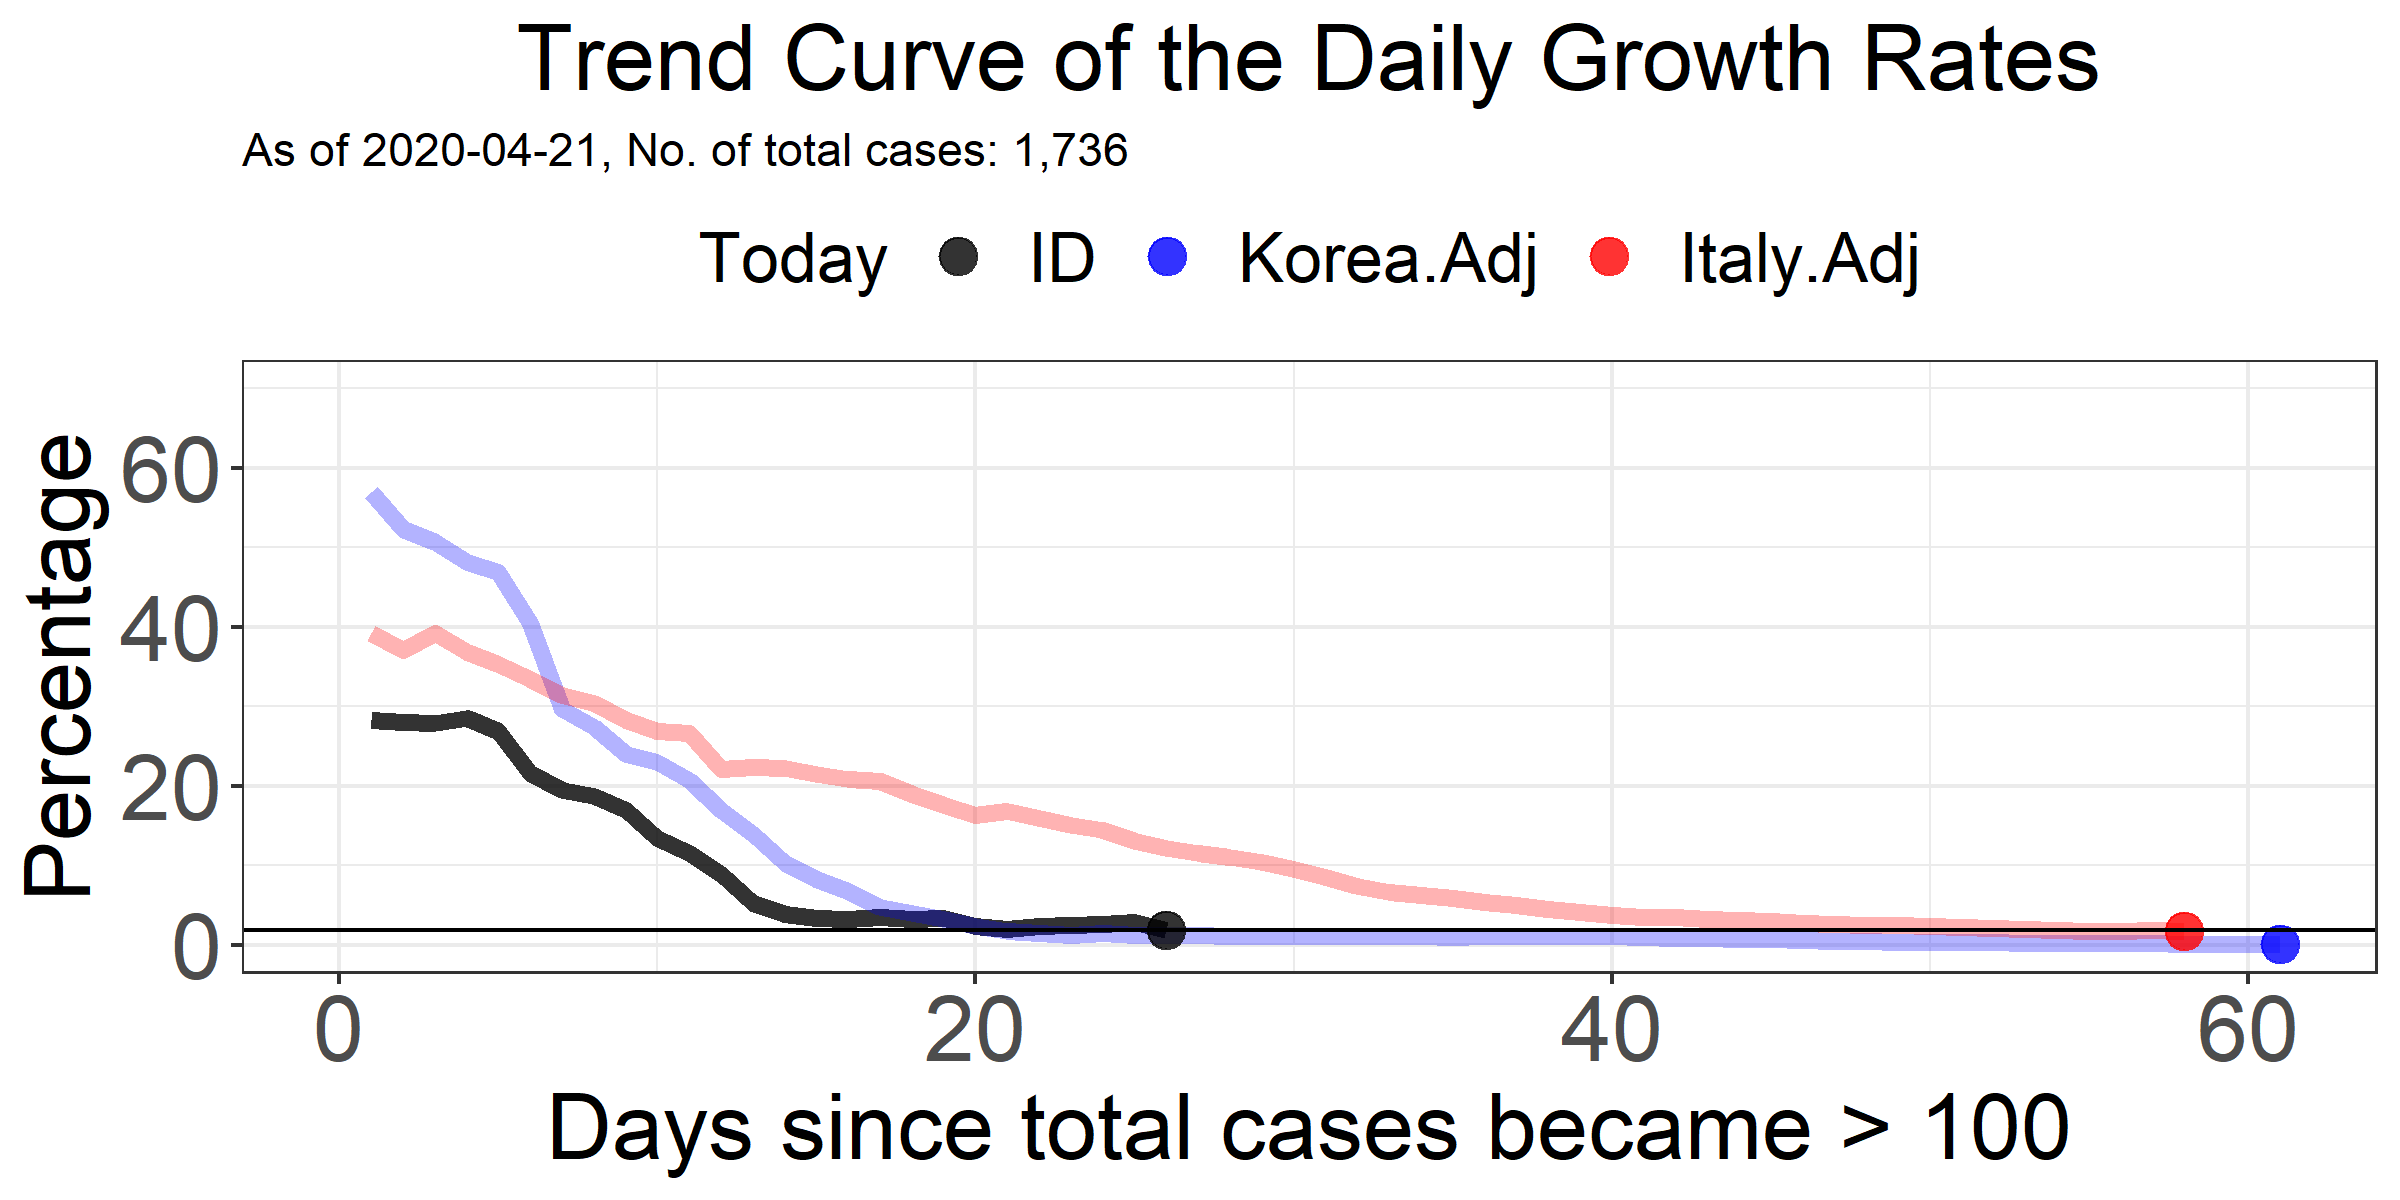 Trend Curve of the Daily Growth Rates
As of 2020-04-21, No. of total cases: 1,736
Today ID Korea.Adj Italy.Adj
Percentage
60
40
20
0
0 20 40 60
Days since total cases became > 100